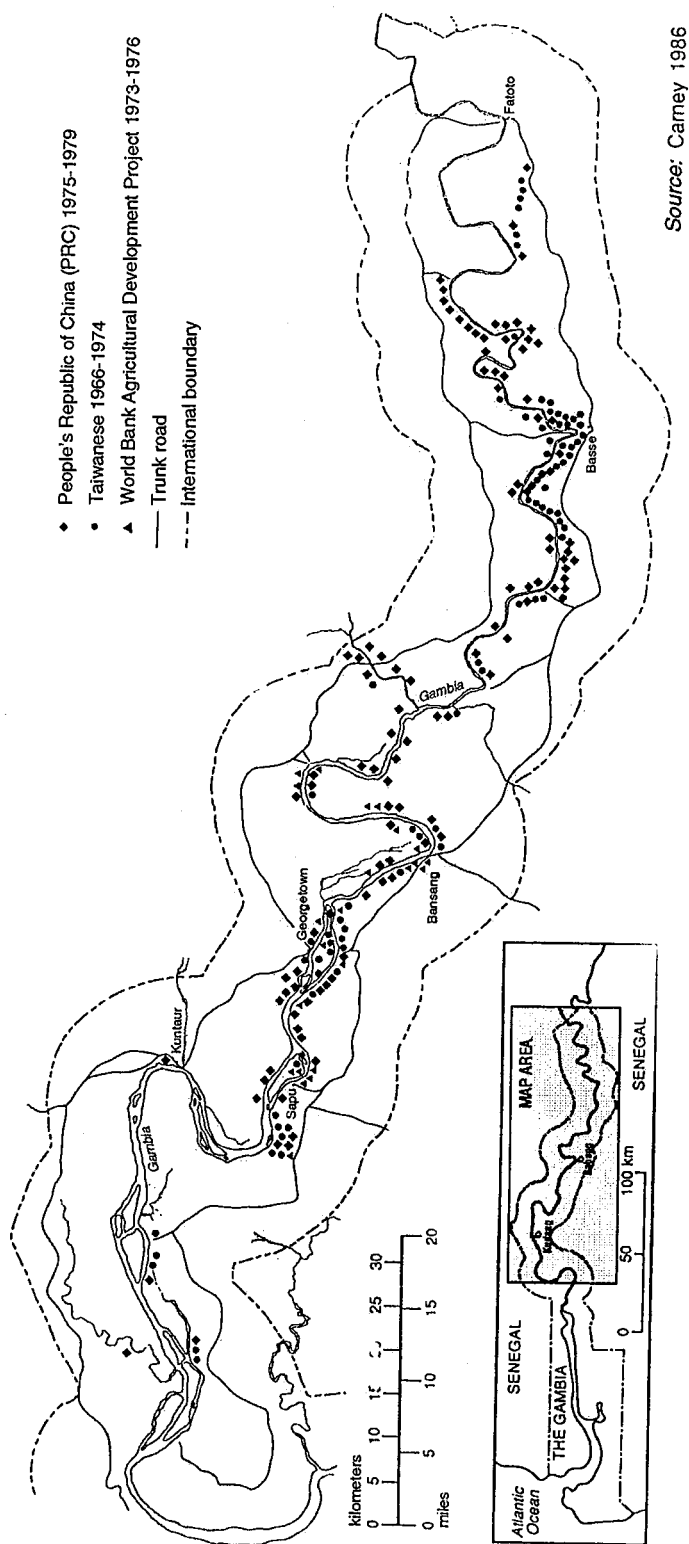 ◆ People's Republic of China (PRC) 1975-1979
● Taiwanese 1966-1974
▲ World Bank Agricultural Development Project 1973-1976
Trunk road
International boundary
Fatoto
Basse
Gambia
Bansang
Georgetown
Kuntaur
Sapu
Gambia
kilometers
0 5 10 15 25 30
0 5 10 15 20
miles
Atlantic
Ocean
SENEGAL
THE GAMBIA
MAP AREA
SENEGAL
0 50 100 km
Source: Carney 1986